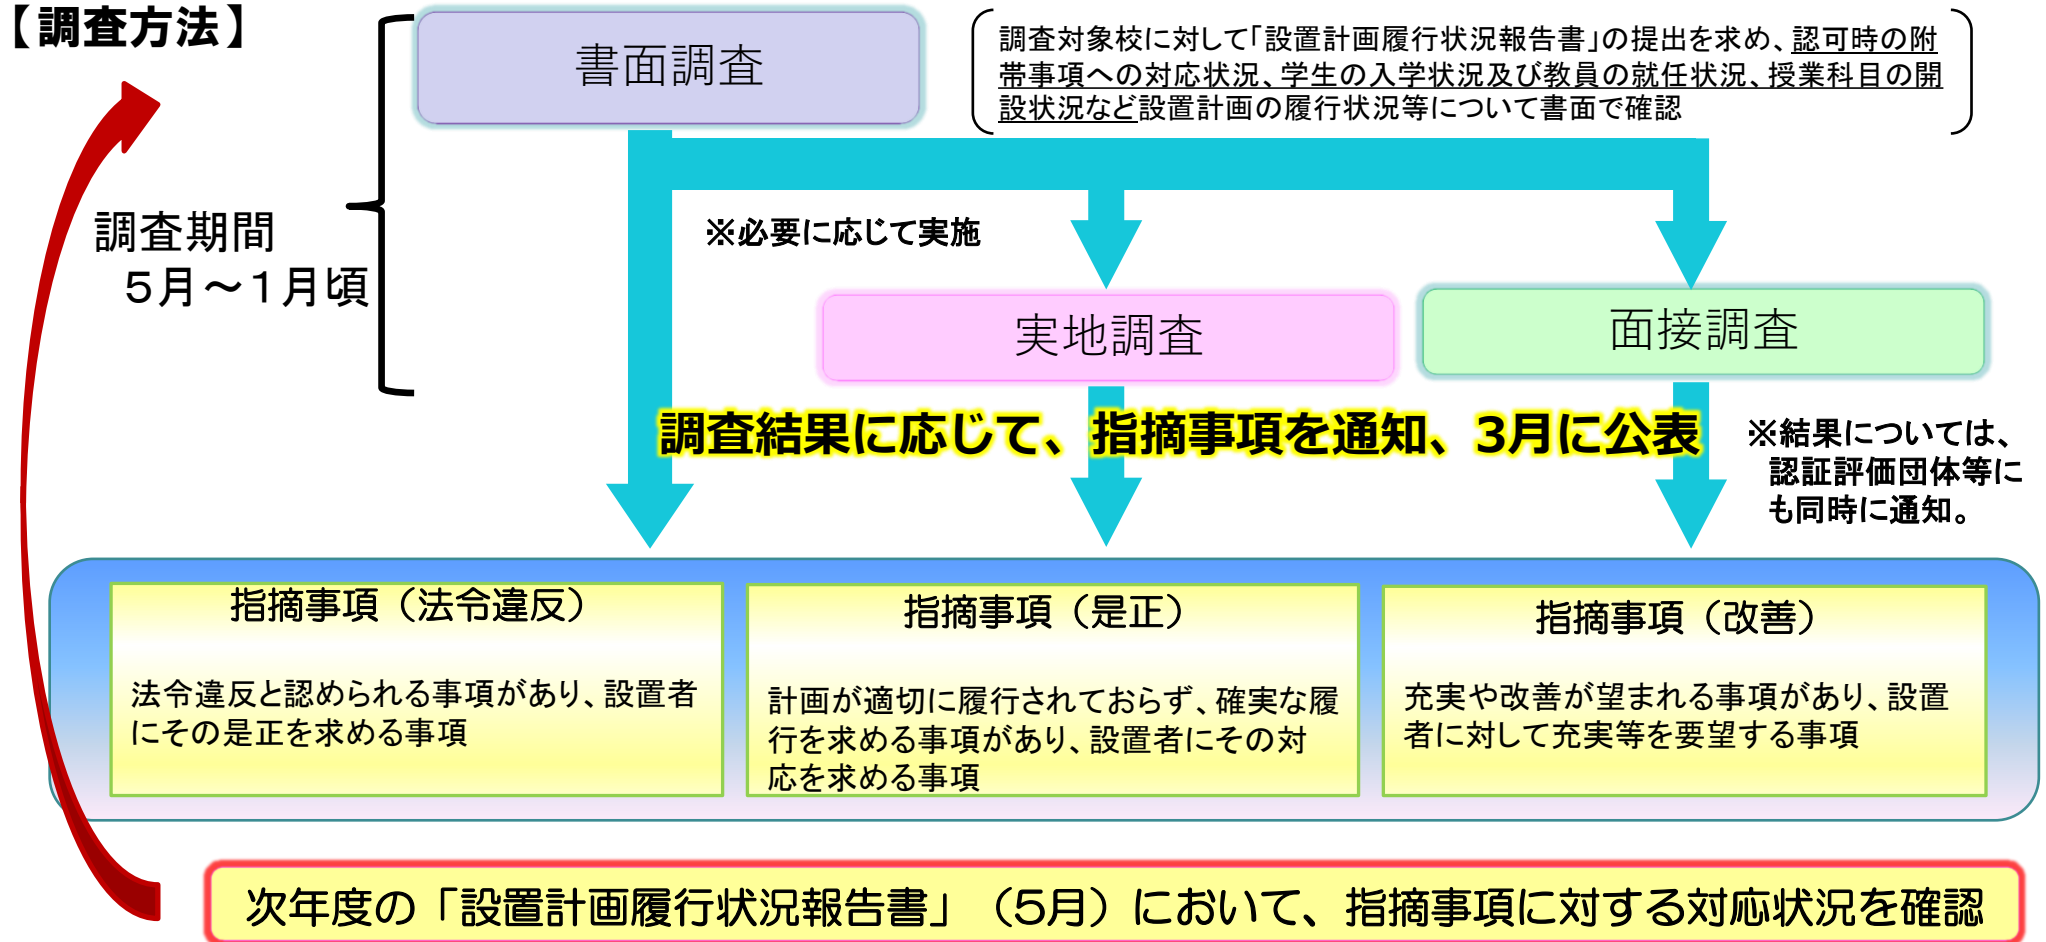 【調査方法】
書面調査
調査対象校に対して「設置計画履行状況報告書」の提出を求め、認可時の附
帯事項への対応状況、学生の入学状況及び教員の就任状況、授業科目の開
設状況など設置計画の履行状況等について書面で確認
調査期間
5月～1月頃
※必要に応じて実施
実地調査
面接調査
調査結果に応じて、指摘事項を通知、3月に公表
※結果については、
認証評価団体等に
も同時に通知。
指摘事項（法令違反）
法令違反と認められる事項があり、設置者
にその是正を求める事項
指摘事項（是正）
計画が適切に履行されておらず、確実な履
行を求める事項があり、設置者にその対
応を求める事項
指摘事項（改善）
充実や改善が望まれる事項があり、設置
者に対して充実等を要望する事項
次年度の「設置計画履行状況報告書」（5月）において、指摘事項に対する対応状況を確認